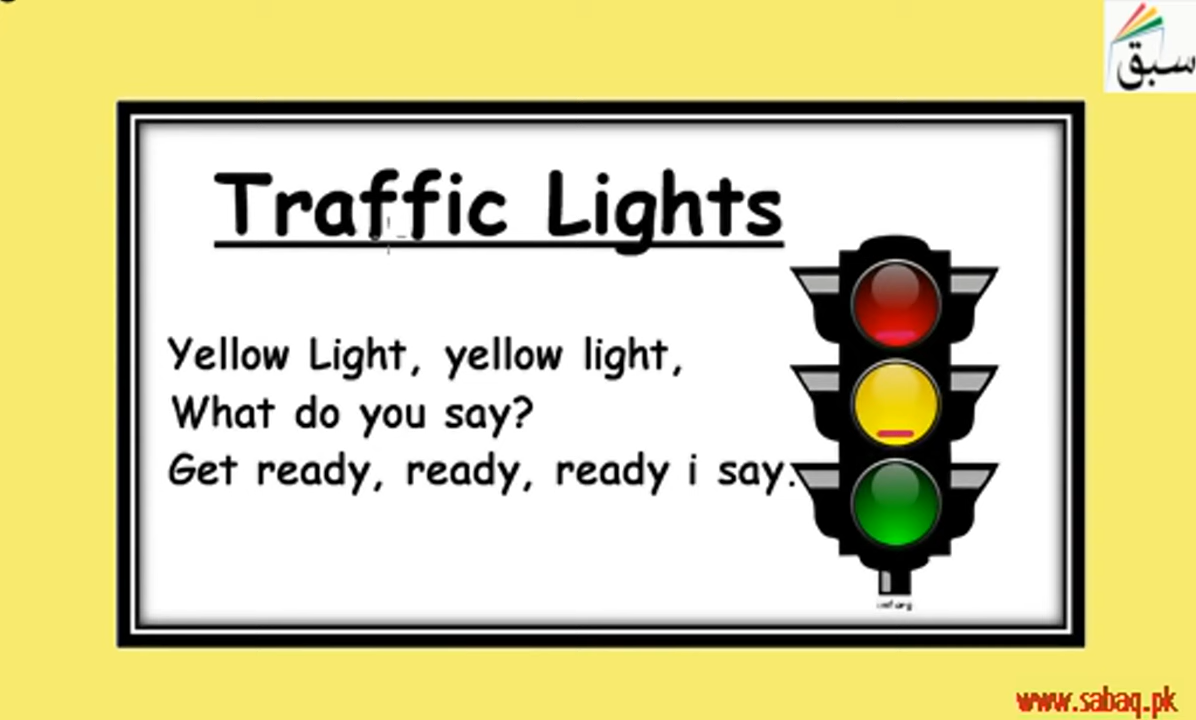 سبق
Traffic Lights
Yellow Light, yellow light,
What do you say?
Get ready, ready, ready i say.
www.sabaq.pk